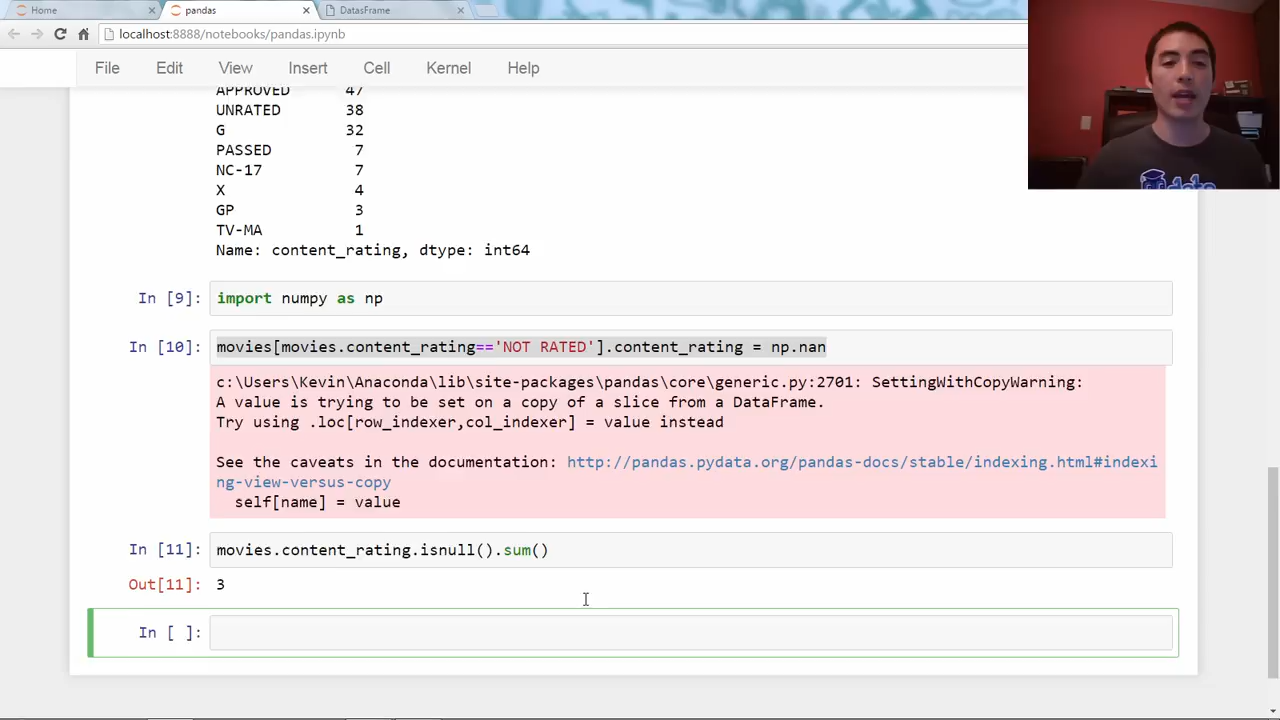 Home
pandas
DatasFrame
localhost:8888/notebooks/pandas.ipynb
File Edit View Insert Cell Kernel Help
APPROVED 47
UNRATED 38
G 32
PASSED 7
NC-17 7
X 4
GP 3
TV-MA 1
Name: content_rating, dtype: int64
In [9]: import numpy as np
In [10]: movies[movies.content_rating=='NOT RATED'].content_rating = np.nan
c:\Users\Kevin\Anaconda\lib\site-packages\pandas\core\generic.py:2701: SettingWithCopyWarning:
A value is trying to be set on a copy of a slice from a DataFrame.
Try using .loc[row_indexer,col_indexer] = value instead
See the caveats in the documentation: http://pandas.pydata.org/pandas-docs/stable/indexing.html#indexi
ng-view-versus-copy
self[name] = value
In [11]: movies.content_rating.isnull().sum()
Out[11]: 3
In [ ]: